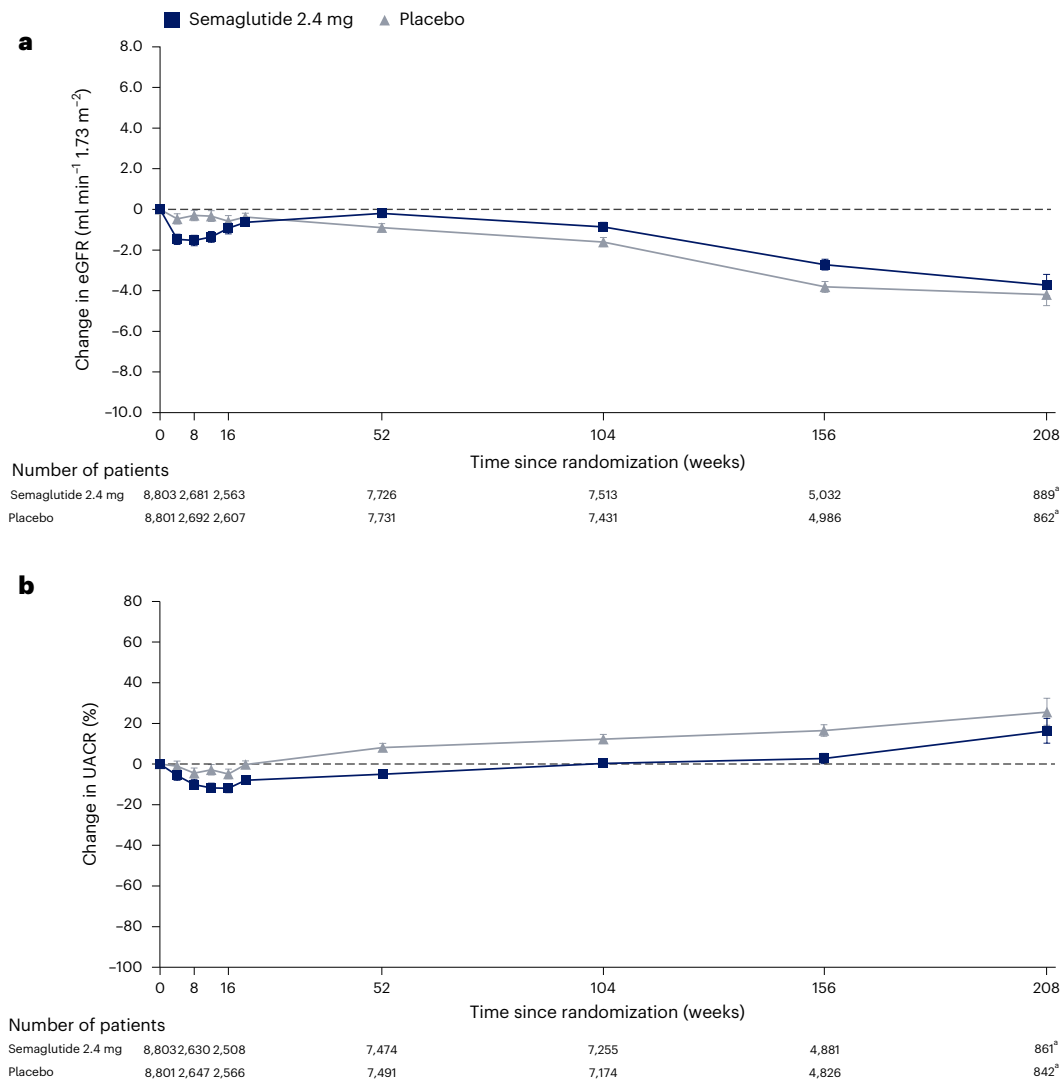 Semaglutide 2.4 mg Placebo
a
Change in eGFR (ml min⁻¹ 1.73 m⁻²)
8.0
6.0
4.0
2.0
0
–2.0
–4.0
–6.0
–8.0
–10.0
0 8 16 52 104 156 208
Time since randomization (weeks)
Number of patients
Semaglutide 2.4 mg 8,803 2,681 2,563 7,726 7,513 5,032 889ᵃ
Placebo 8,801 2,692 2,607 7,731 7,431 4,986 862ᵃ
b
Change in UACR (%)
80
60
40
20
0
–20
–40
–60
–80
–100
0 8 16 52 104 156 208
Time since randomization (weeks)
Number of patients
Semaglutide 2.4 mg 8,803 2,630 2,508 7,474 7,255 4,881 861ᵃ
Placebo 8,801 2,647 2,566 7,491 7,174 4,826 842ᵃ